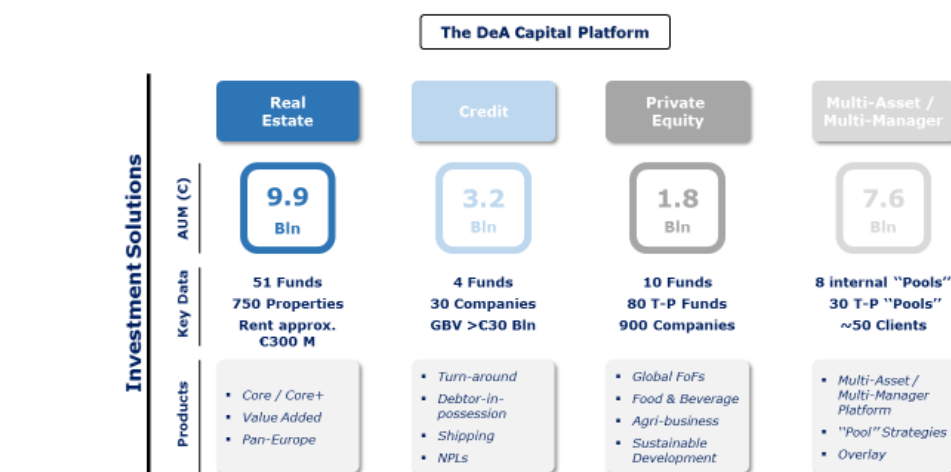 The DeA Capital Platform
Investment Solutions
Real
Estate
Credit
Private
Equity
Multi-Asset /
Multi-Manager
AUM (€)
9.9
Bln
3.2
Bln
1.8
Bln
7.6
Bln
Key Data
51 Funds
750 Properties
Rent approx.
€300 M
4 Funds
30 Companies
GBV >€30 Bln
10 Funds
80 T-P Funds
900 Companies
8 internal “Pools”
30 T-P “Pools”
~50 Clients
Products
▪ Core / Core+
▪ Value Added
▪ Pan-Europe
▪ Turn-around
▪ Debtor-in-
possession
▪ Shipping
▪ NPLs
▪ Global FoFs
▪ Food & Beverage
▪ Agri-business
▪ Sustainable
Development
▪ Multi-Asset /
Multi-Manager
Platform
▪ “Pool” Strategies
▪ Overlay